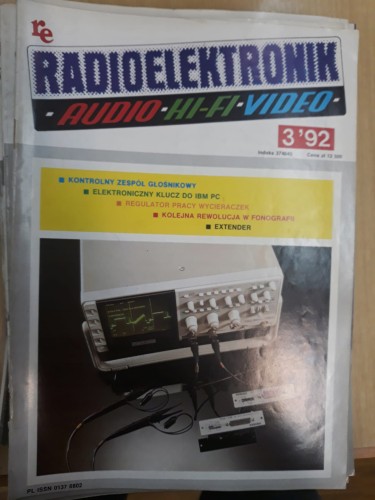 re
RADIOELEKTRONIK
·AUDIO·HI-FI·VIDEO·
3'92
■ KONTROLNY ZESPÓŁ GŁOŚNIKOWY
■ ELEKTRONICZNY KLUCZ DO IBM PC
■ REGULATOR PRACY WYCIERACZEK
■ KOLEJNA REWOLUCJA W FONOGRAFII
■ EXTENDER